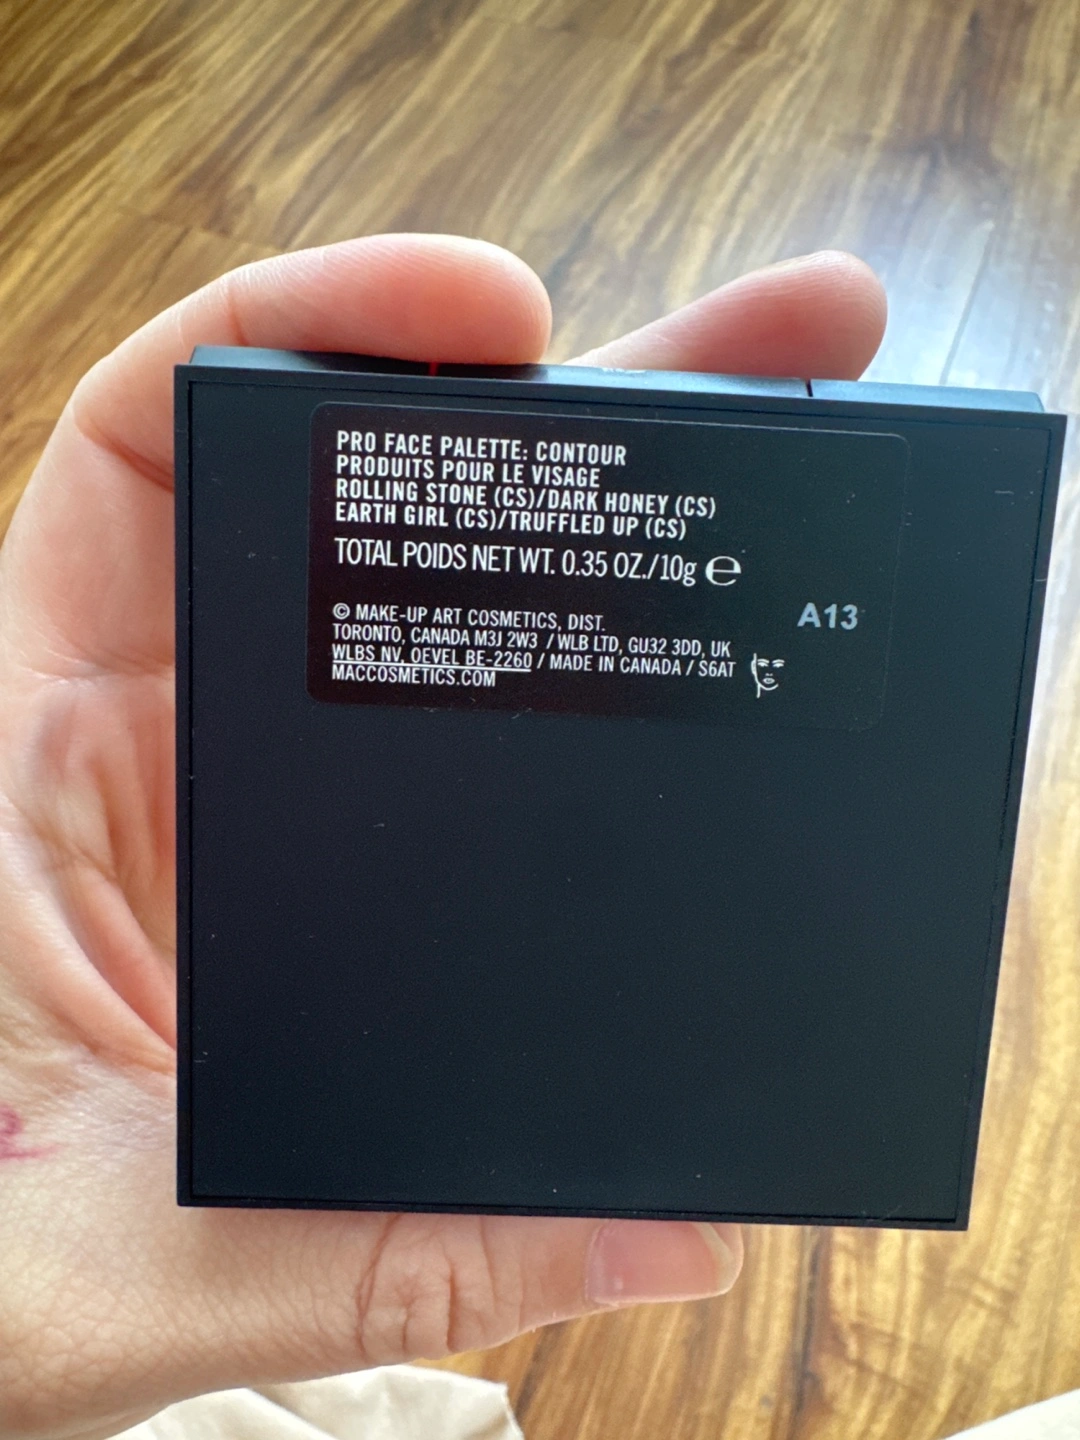 PRO FACE PALETTE: CONTOUR
PRODUITS POUR LE VISAGE
ROLLING STONE (CS)/DARK HONEY (CS)
EARTH GIRL (CS)/TRUFFLED UP (CS)
TOTAL POIDS NET WT. 0.35 OZ./10g ℮
A13
© MAKE-UP ART COSMETICS, DIST.
TORONTO, CANADA M3J 2W3 / WLB LTD, GU32 3DD, UK
WLBS NV, OEVEL BE-2260 / MADE IN CANADA / S6AT
MACCOSMETICS.COM